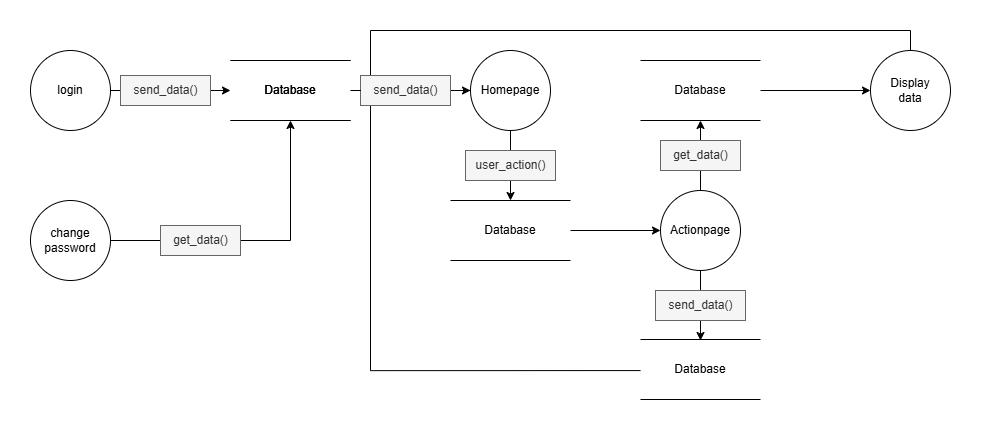 login
send_data()
Database
send_data()
Homepage
Database
Display
data
user_action()
get_data()
change
password
get_data()
Database
Actionpage
send_data()
Database